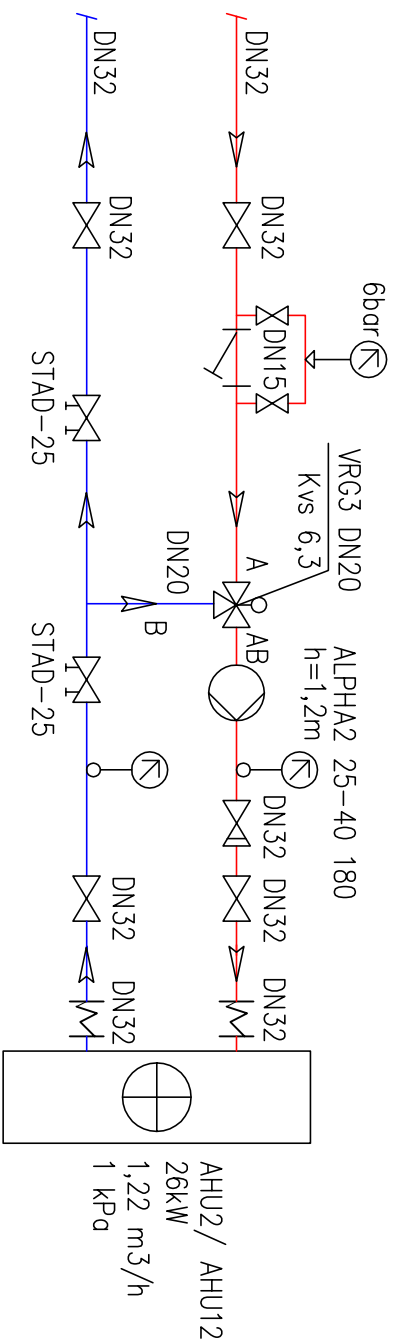 DN32
DN32
6bar
DN15
VRG3 DN20
Kvs 6,3
A
AB
ALPHA2 25-40 180
h=1,2m
DN32
DN32
DN32
DN32
DN32
STAD-25
DN20
B
STAD-25
DN32
DN32
AHU2/ AHU12
26kW
1,22 m3/h
1 kPa